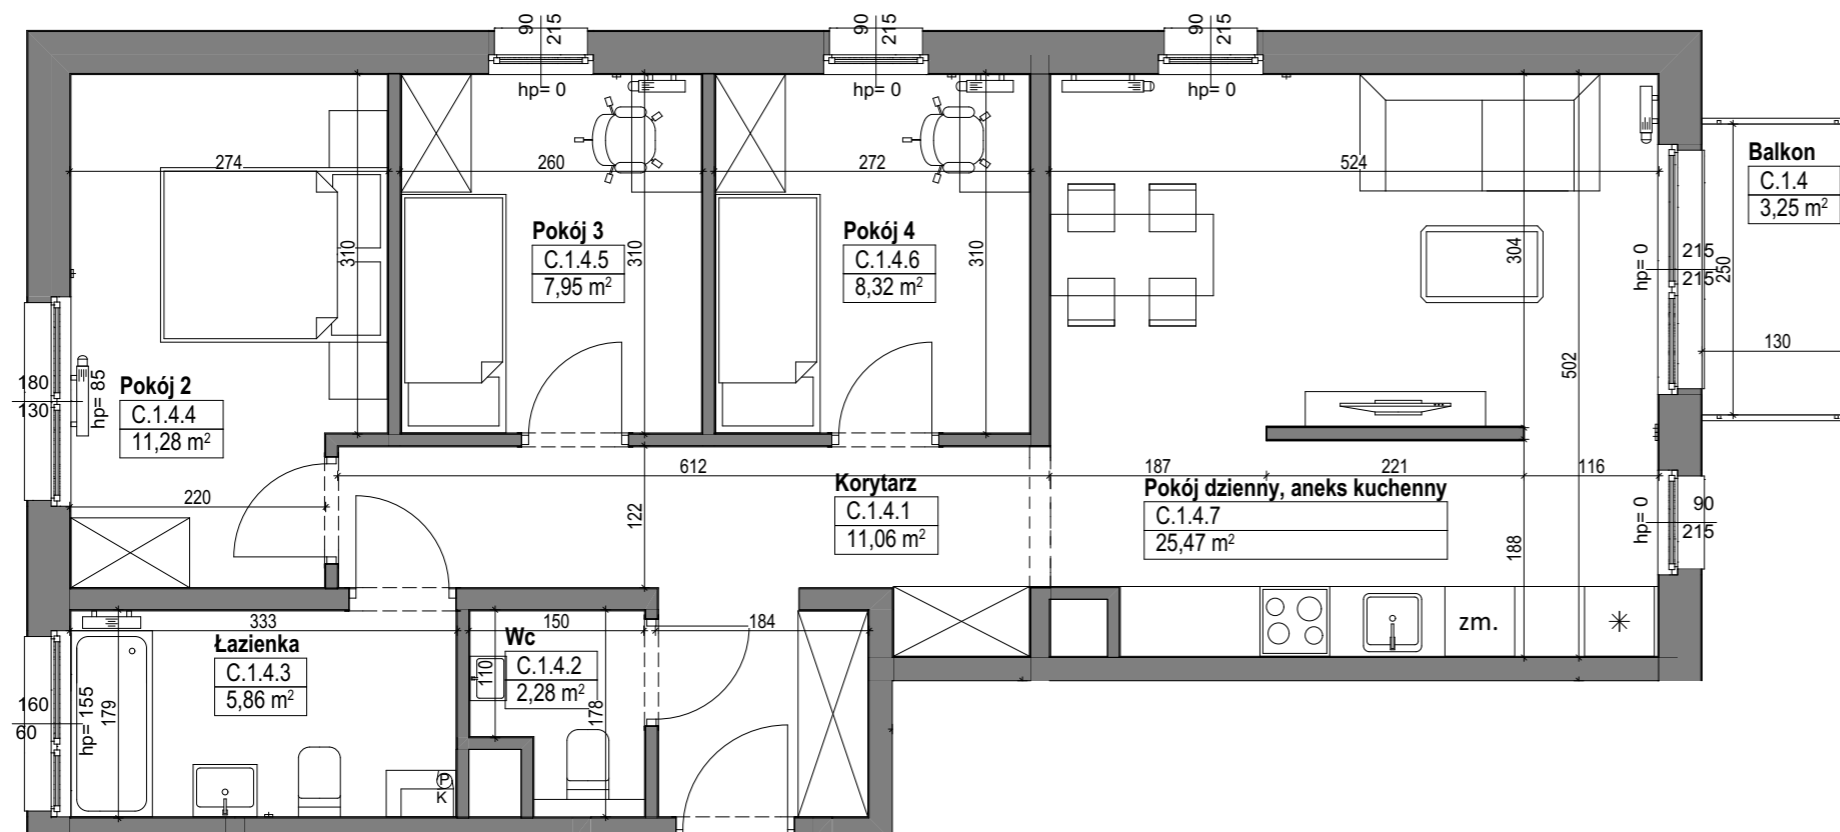 90
215
90
215
90
215
hp= 0
hp= 0
hp= 0
274
260
272
524
Balkon
C.1.4
3,25 m²
Pokój 3
C.1.4.5
7,95 m²
Pokój 4
C.1.4.6
8,32 m²
310
310
310
304
hp= 0
215
215
250
130
502
180
130
hp= 85
Pokój 2
C.1.4.4
11,28 m²
612
187
221
116
220
122
Korytarz
C.1.4.1
11,06 m²
Pokój dzienny, aneks kuchenny
C.1.4.7
25,47 m²
188
hp= 0
90
215
333
150
184
zm.
Łazienka
C.1.4.3
5,86 m²
Wc
C.1.4.2
2,28 m²
110
178
160
60
hp= 155
179
P
K